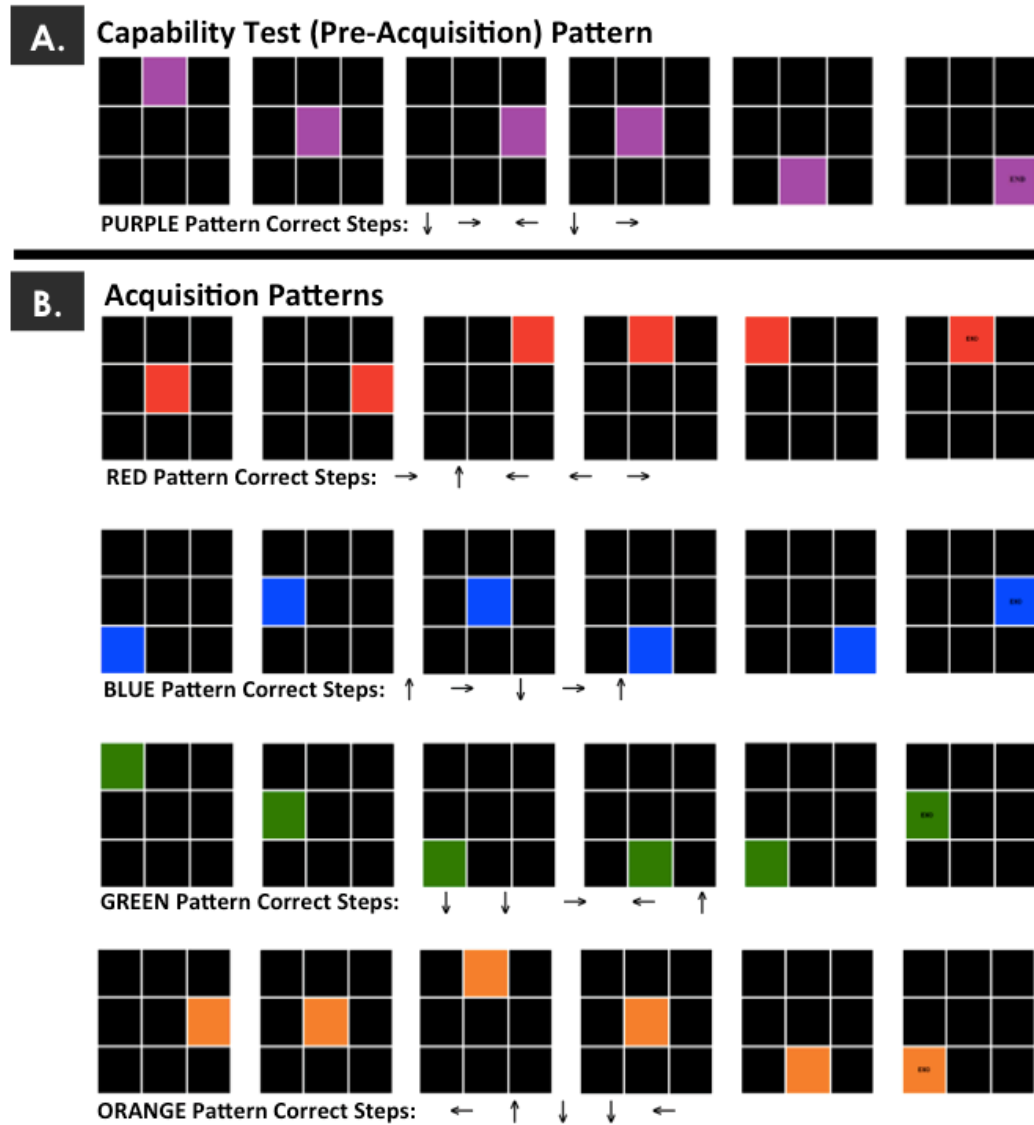 A. Capability Test (Pre-Acquisition) Pattern
END
PURPLE Pattern Correct Steps: ↓ → ← ↓ →
B. Acquisition Patterns
END
RED Pattern Correct Steps: → ↑ ← ← →
END
BLUE Pattern Correct Steps: ↑ → ↓ → ↑
END
GREEN Pattern Correct Steps: ↓ ↓ → ← ↑
END
ORANGE Pattern Correct Steps: ← ↑ ↓ ↓ ←